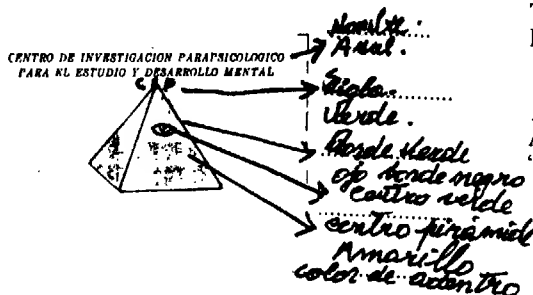 CENTRO DE INVESTIGACION PARAPSICOLOGICO
PARA EL ESTUDIO Y DESARROLLO MENTAL
Nombre:
Azul.
Sigla.
Verde.
Borde Verde
ojo borde negro
centro verde
centro pirámide
Amarillo
color de adentro